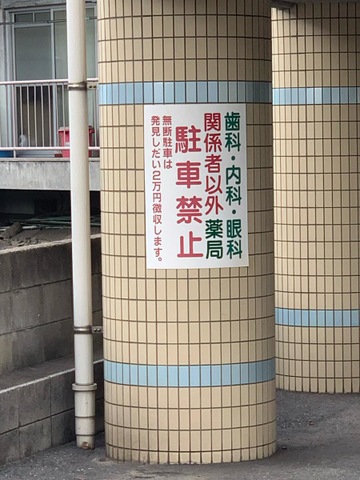 歯科・内科・眼科
薬局
関係者以外
駐車禁止
無断駐車は
発見しだい2万円徴収します。